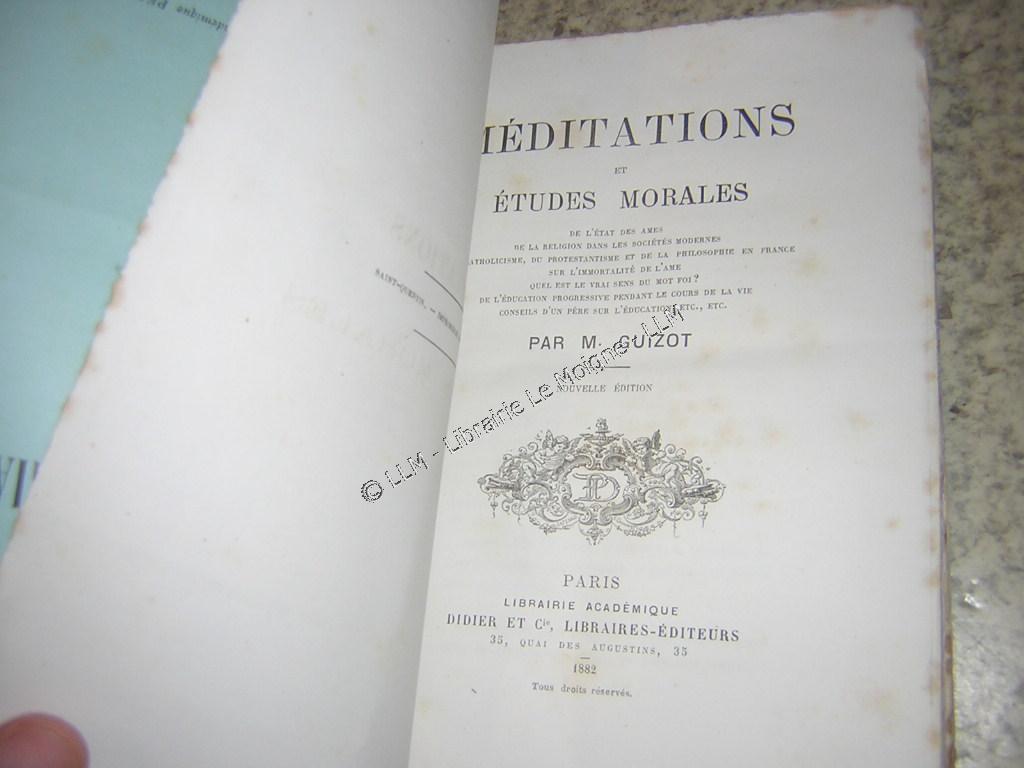 démique
SAINT-QUENTIN. —
MÉDITATIONS
ET
ÉTUDES MORALES
DE L'ÉTAT DES AMES
DE LA RELIGION DANS LES SOCIÉTÉS MODERNES
ATHOLICISME, DU PROTESTANTISME ET DE LA PHILOSOPHIE EN FRANCE
SUR L'IMMORTALITÉ DE L'AME
QUEL EST LE VRAI SENS DU MOT FOI?
DE L'ÉDUCATION PROGRESSIVE PENDANT LE COURS DE LA VIE
CONSEILS D'UN PÈRE SUR L'ÉDUCATION, ETC., ETC.
PAR M. GUIZOT
NOUVELLE ÉDITION
D
PARIS
LIBRAIRIE ACADÉMIQUE
DIDIER ET Cie, LIBRAIRES-ÉDITEURS
35, QUAI DES AUGUSTINS, 35
1882
Tous droits réservés.
© LLM - Librairie Le Moigne - LLM